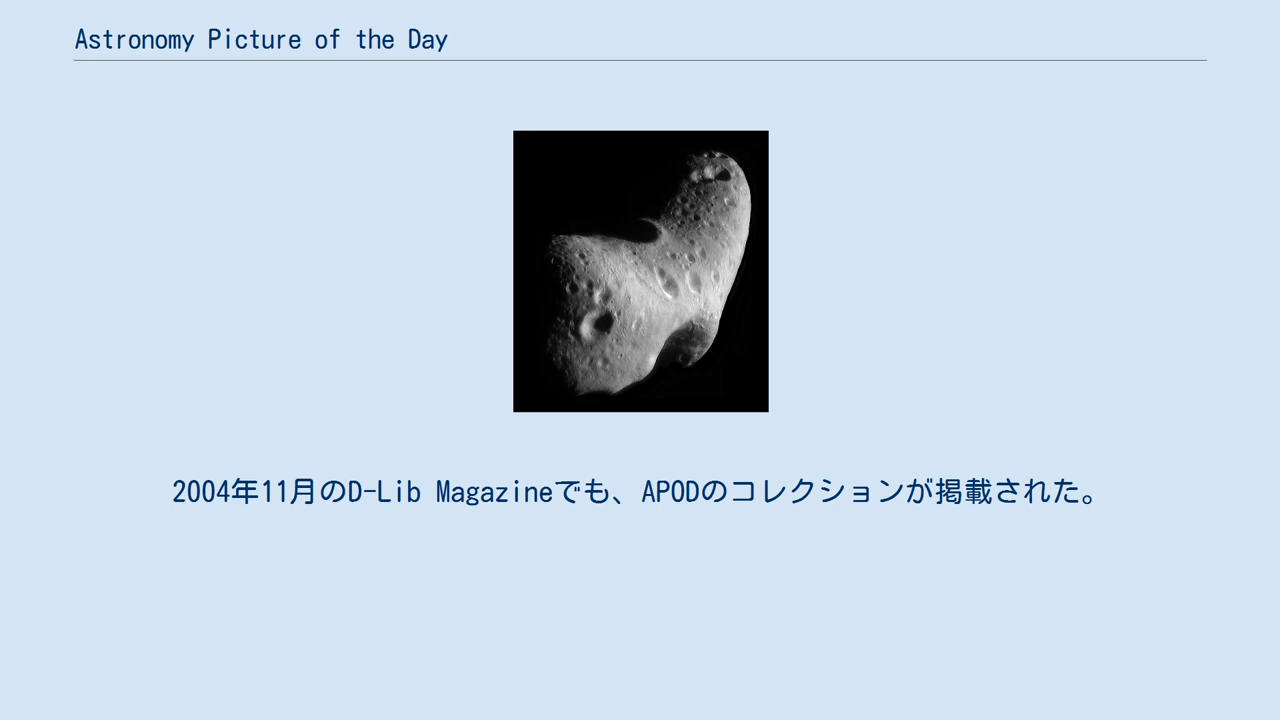 Astronomy Picture of the Day
2004年11月のD-Lib Magazineでも、APODのコレクションが掲載された。